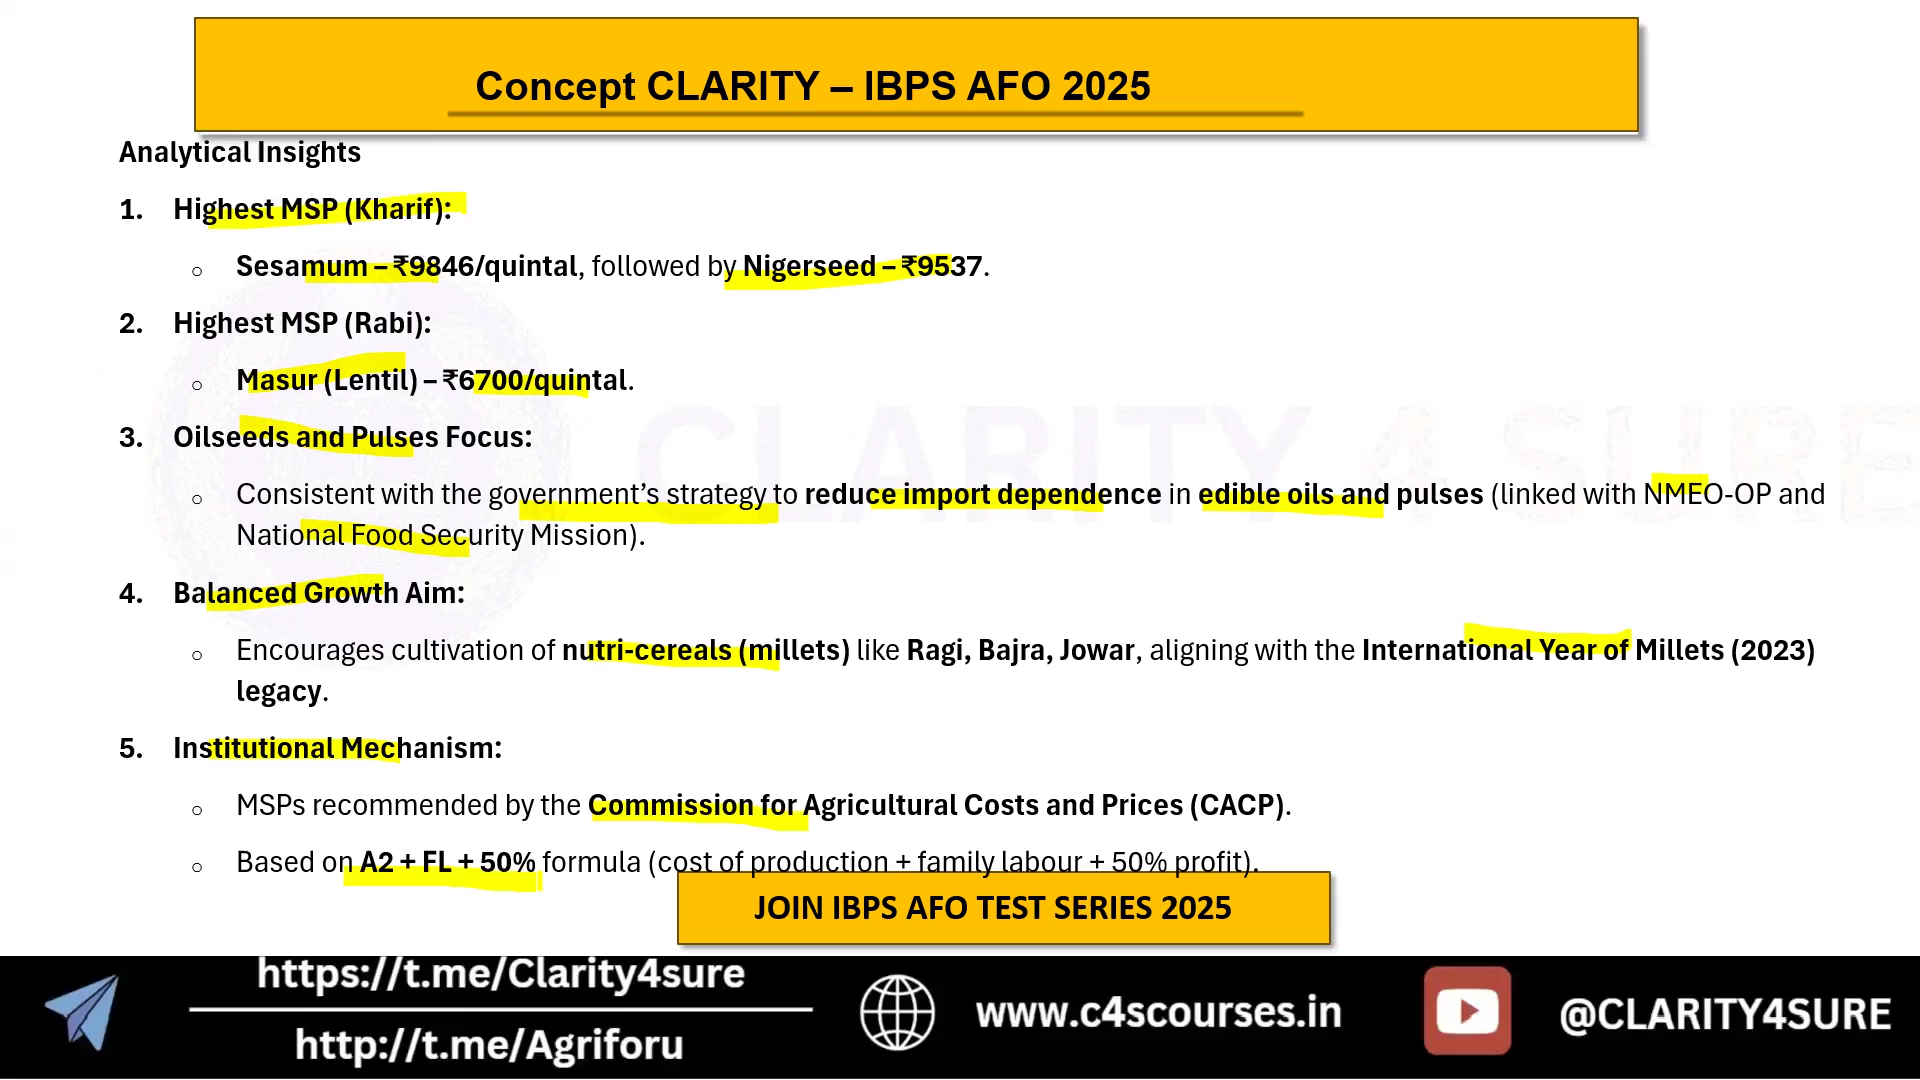 Concept CLARITY – IBPS AFO 2025
Analytical Insights
1. Highest MSP (Kharif):
○ Sesamum – ₹9846/quintal, followed by Nigerseed – ₹9537.
2. Highest MSP (Rabi):
○ Masur (Lentil) – ₹6700/quintal.
3. Oilseeds and Pulses Focus:
○ Consistent with the government’s strategy to reduce import dependence in edible oils and pulses (linked with NMEO-OP and
National Food Security Mission).
4. Balanced Growth Aim:
○ Encourages cultivation of nutri-cereals (millets) like Ragi, Bajra, Jowar, aligning with the International Year of Millets (2023)
legacy.
5. Institutional Mechanism:
○ MSPs recommended by the Commission for Agricultural Costs and Prices (CACP).
○ Based on A2 + FL + 50% formula (cost of production + family labour + 50% profit).
CLARITY 4 SURE
JOIN IBPS AFO TEST SERIES 2025
https://t.me/Clarity4sure
http://t.me/Agriforu
www.c4scourses.in
@CLARITY4SURE